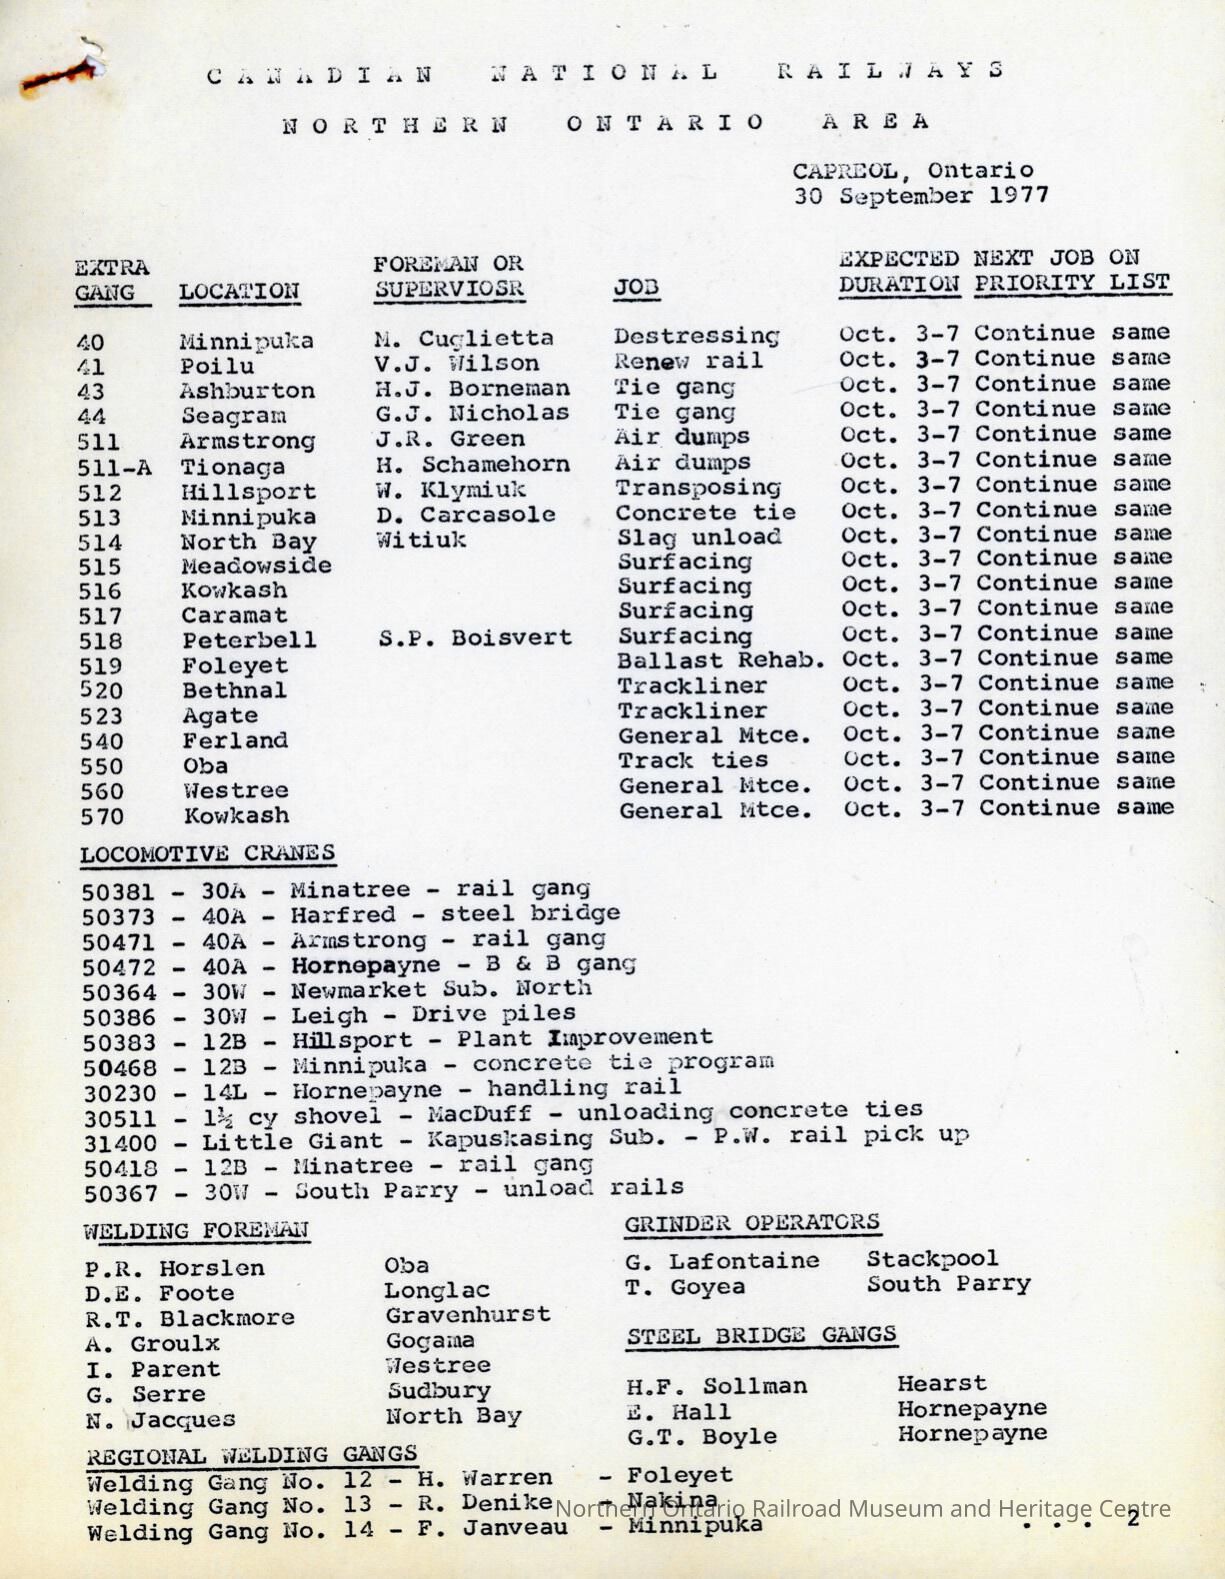 CANADIAN NATIONAL RAILWAYS
NORTHERN ONTARIO AREA
CAPREOL, Ontario
30 September 1977
EXTRA GANG LOCATION FOREMAN OR SUPERVIOSR JOB EXPECTED DURATION NEXT JOB ON PRIORITY LIST
40 Minnipuka M. Cuglietta Destressing Oct. 3-7 Continue same
41 Poilu V.J. Wilson Renew rail Oct. 3-7 Continue same
43 Ashburton H.J. Borneman Tie gang Oct. 3-7 Continue same
44 Seagram G.J. Nicholas Tie gang Oct. 3-7 Continue same
511 Armstrong J.R. Green Air dumps Oct. 3-7 Continue same
511-A Tionaga H. Schamehorn Air dumps Oct. 3-7 Continue same
512 Hillsport W. Klymiuk Transposing Oct. 3-7 Continue same
513 Minnipuka D. Carcasole Concrete tie Oct. 3-7 Continue same
514 North Bay Witiuk Slag unload Oct. 3-7 Continue same
515 Meadowside Surfacing Oct. 3-7 Continue same
516 Kowkash Surfacing Oct. 3-7 Continue same
517 Caramat Surfacing Oct. 3-7 Continue same
518 Peterbell S.P. Boisvert Surfacing Oct. 3-7 Continue same
519 Foleyet Ballast Rehab. Oct. 3-7 Continue same
520 Bethnal Trackliner Oct. 3-7 Continue same
523 Agate Trackliner Oct. 3-7 Continue same
540 Ferland General Mtce. Oct. 3-7 Continue same
550 Oba Track ties Oct. 3-7 Continue same
560 Westree General Mtce. Oct. 3-7 Continue same
570 Kowkash General Mtce. Oct. 3-7 Continue same
LOCOMOTIVE CRANES
50381 - 30A - Minatree - rail gang
50373 - 40A - Harfred - steel bridge
50471 - 40A - Armstrong - rail gang
50472 - 40A - Hornepayne - B & B gang
50364 - 30W - Newmarket Sub. North
50386 - 30W - Leigh - Drive piles
50383 - 12B - Hillsport - Plant Improvement
50468 - 12B - Minnipuka - concrete tie program
30230 - 14L - Hornepayne - handling rail
30511 - 1½ cy shovel - MacDuff - unloading concrete ties
31400 - Little Giant - Kapuskasing Sub. - P.W. rail pick up
50418 - 12B - Minatree - rail gang
50367 - 30W - South Parry - unload rails
WELDING FOREMAN
P.R. Horslen Oba
D.E. Foote Longlac
R.T. Blackmore Gravenhurst
A. Groulx Gogama
I. Parent Westree
G. Serre Sudbury
N. Jacques North Bay
GRINDER OPERATORS
G. Lafontaine Stackpool
T. Goyea South Parry
STEEL BRIDGE GANGS
H.F. Sollman Hearst
E. Hall Hornepayne
G.T. Boyle Hornepayne
REGIONAL WELDING GANGS
Welding Gang No. 12 - H. Warren - Foleyet
Welding Gang No. 13 - R. Denike - Nakina
Welding Gang No. 14 - F. Janveau - Minnipuka
. . . 2
Northern Ontario Railroad Museum and Heritage Centre